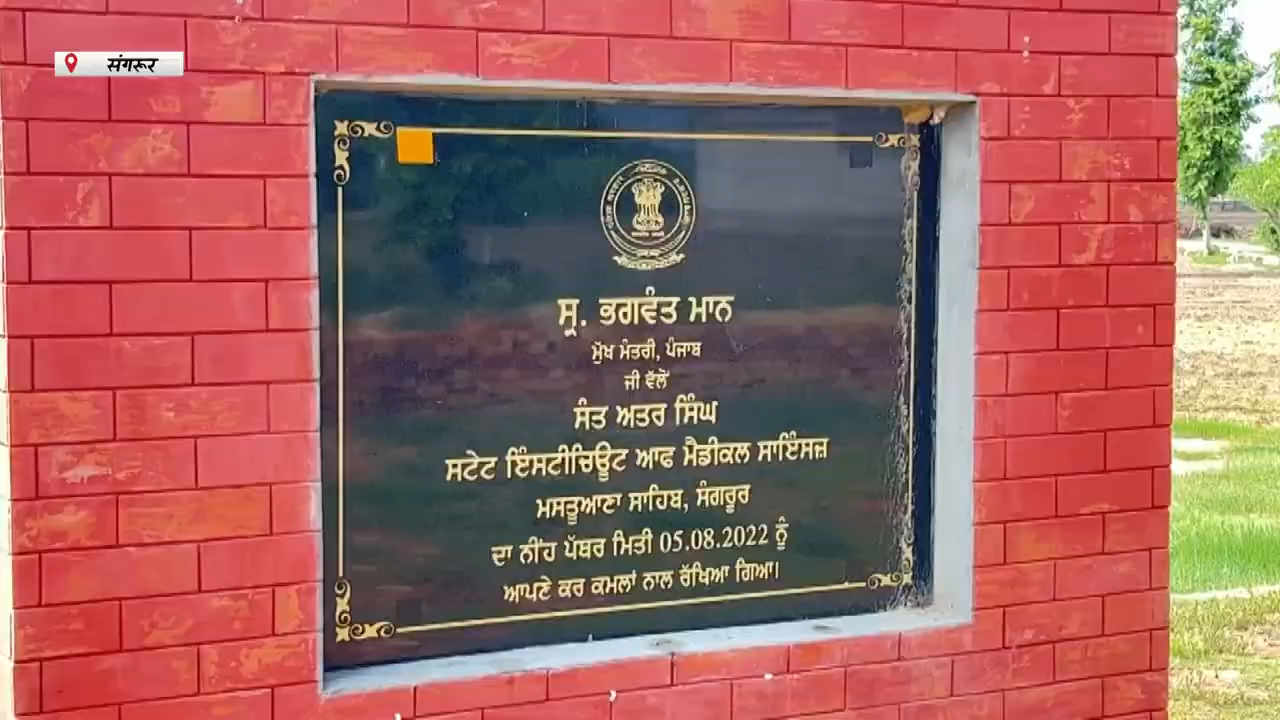 संगरूर
ਸ੍ਰ. ਭਗਵੰਤ ਮਾਨ
ਮੁੱਖ ਮੰਤਰੀ, ਪੰਜਾਬ
ਜੀ ਵੱਲੋਂ
ਸੰਤ ਅਤਰ ਸਿੰਘ
ਸਟੇਟ ਇੰਸਟੀਚਿਊਟ ਆਫ ਮੈਡੀਕਲ ਸਾਇੰਸਜ਼
ਮਸਤੂਆਣਾ ਸਾਹਿਬ, ਸੰਗਰੂਰ
ਦਾ ਨੀਂਹ ਪੱਥਰ ਮਿਤੀ 05.08.2022 ਨੂੰ
ਆਪਣੇ ਕਰ ਕਮਲਾਂ ਨਾਲ ਰੱਖਿਆ ਗਿਆ।